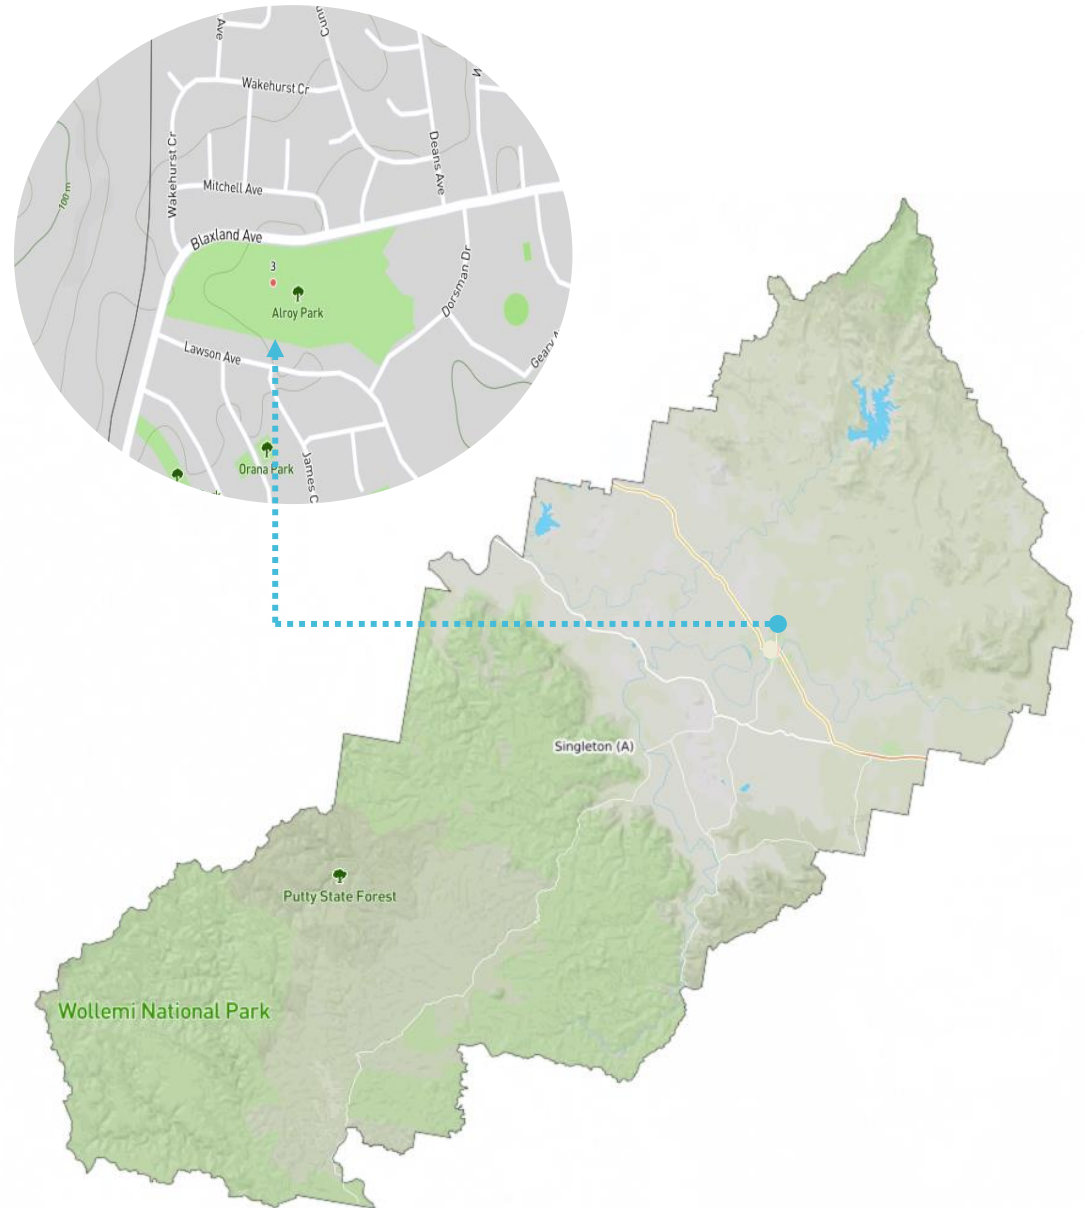 Ave
Wakehurst Cr
Wakehurst Cr
Deans Ave
Mitchell Ave
100 m
Blaxland Ave
3
Alroy Park
Dorsman Dr
Lawson Ave
Orana Park
Singleton (A)
Putty State Forest
Wollemi National Park